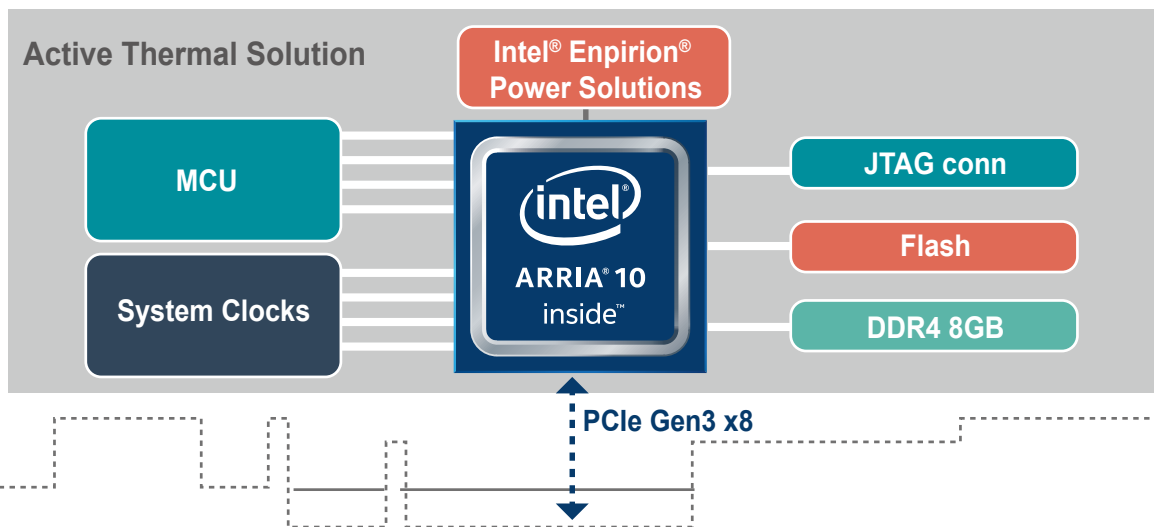 Active Thermal Solution
Intel® Enpirion®
Power Solutions
MCU
System Clocks
intel®
ARRIA® 10
inside™
JTAG conn
Flash
DDR4 8GB
PCIe Gen3 x8